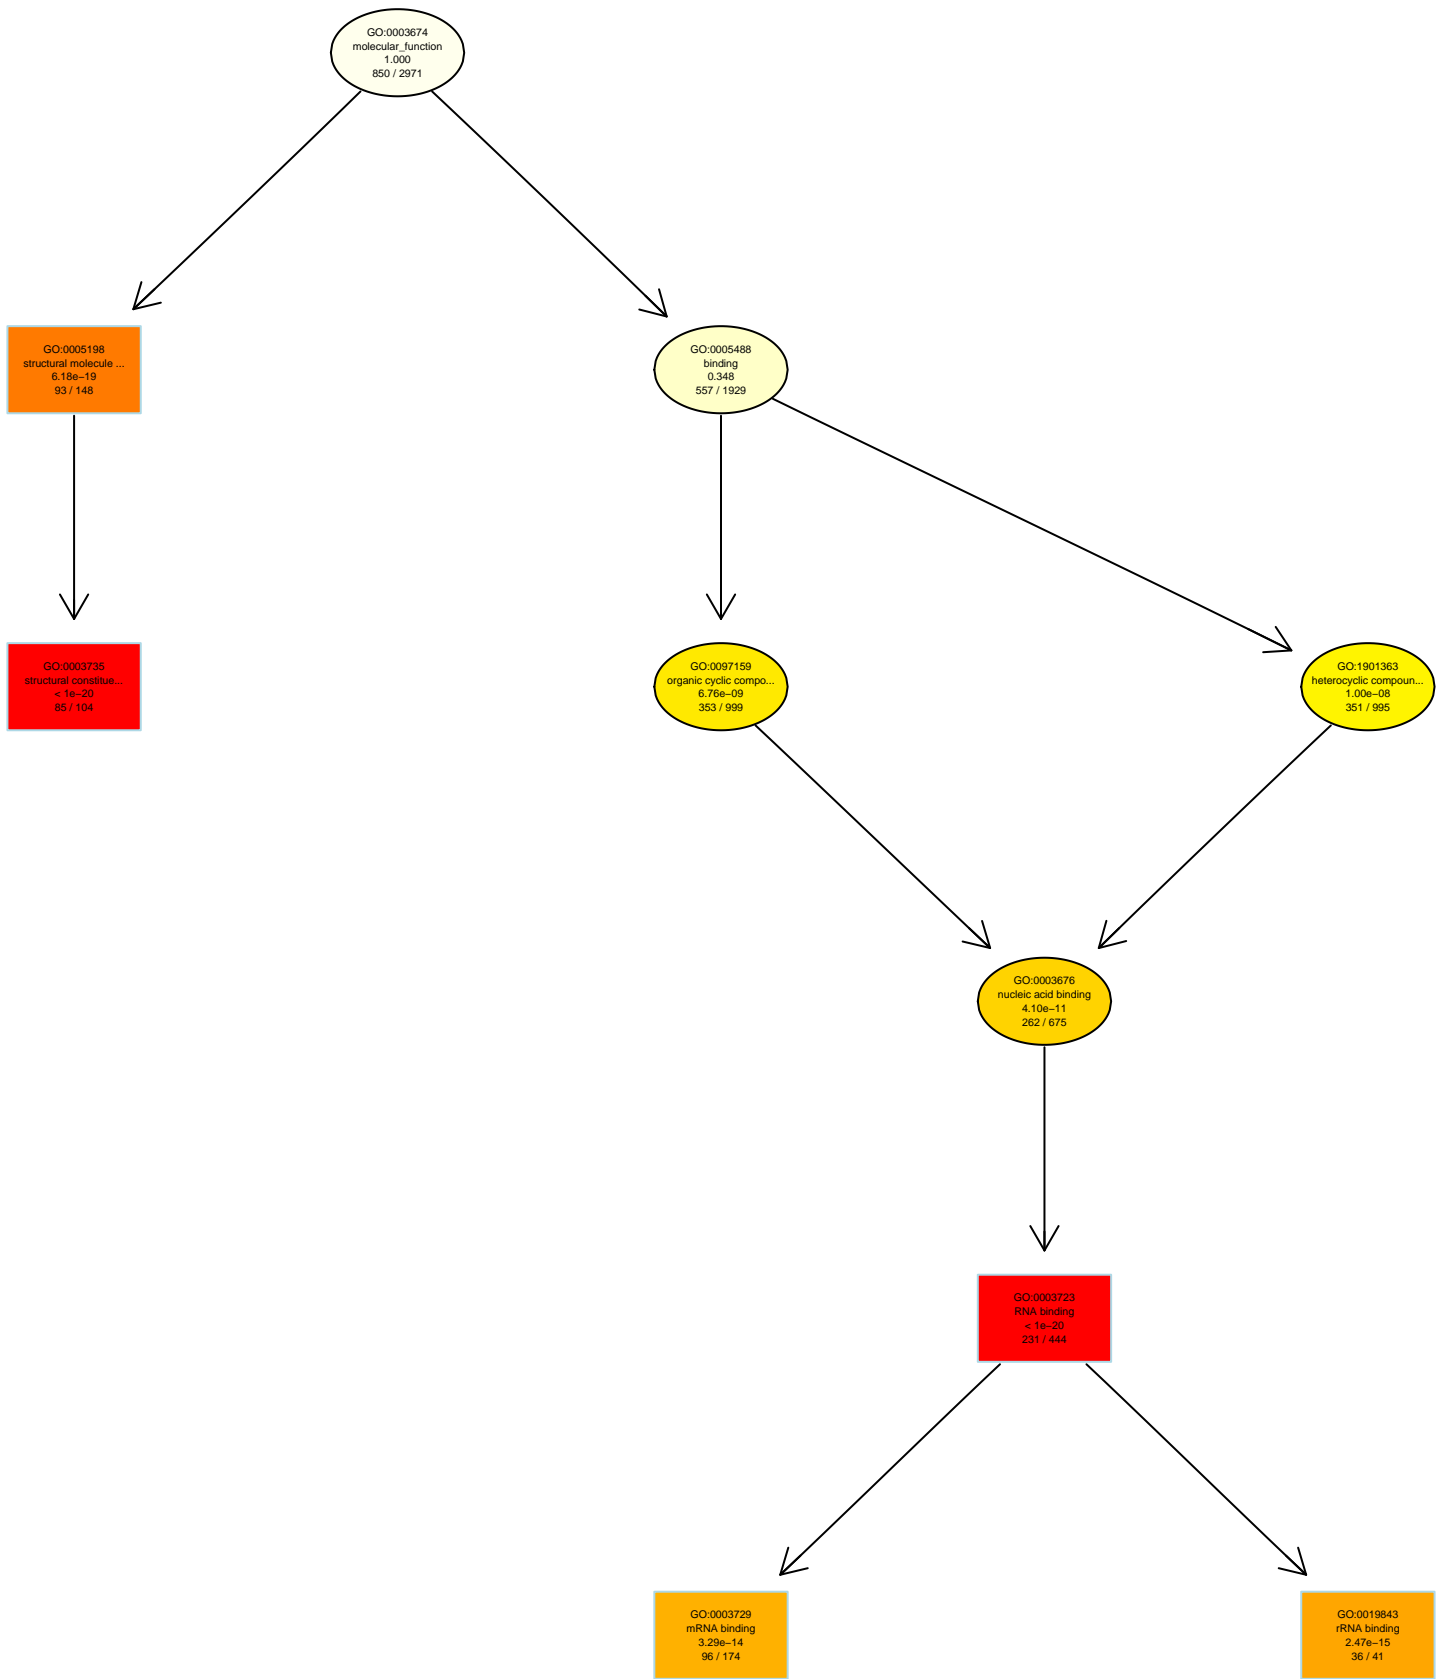 GO:0003674
molecular_function
1.000
850 / 2971
GO:0005198
structural molecule ...
6.18e−19
93 / 148
GO:0005488
binding
0.348
557 / 1929
GO:0003735
structural constitue...
< 1e−20
85 / 104
GO:0097159
organic cyclic compo...
6.76e−09
353 / 999
GO:1901363
heterocyclic compoun...
1.00e−08
351 / 995
GO:0003676
nucleic acid binding
4.10e−11
262 / 675
GO:0003723
RNA binding
< 1e−20
231 / 444
GO:0003729
mRNA binding
3.29e−14
96 / 174
GO:0019843
rRNA binding
2.47e−15
36 / 41